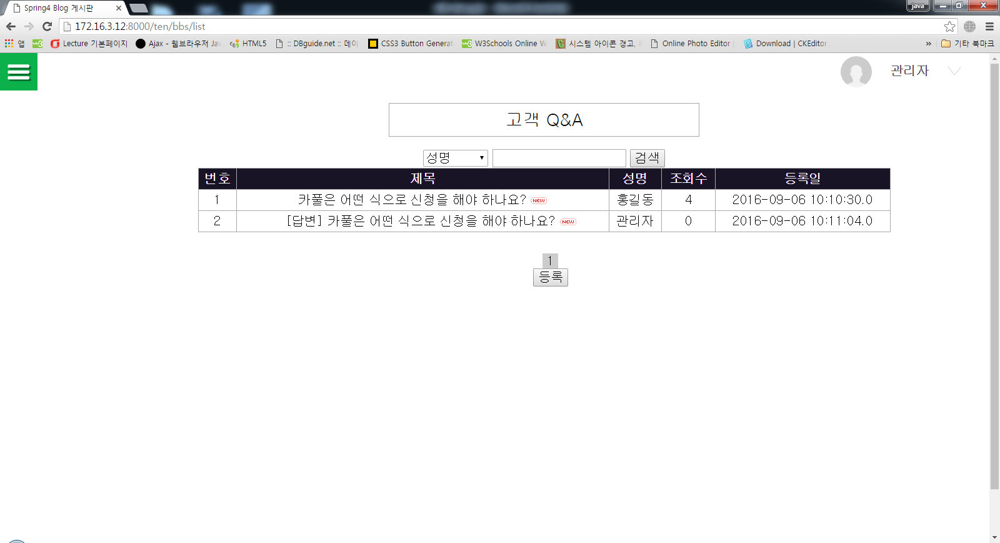 Spring4 Blog 게시판
java
172.16.3.12:8000/ten/bbs/list
앱 w3 Lecture 기본페이지 Ajax - 웹브라우저 Jav HTML5 :: DBguide.net :: 데이 CSS3 Button Generat W3Schools Online W 시스템 아이콘 경고, Online Photo Editor Download | CKEditor » 기타 북마크
관리자
고객 Q&A
성명 검색
번호 제목 성명 조회수 등록일
1 카풀은 어떤 식으로 신청을 해야 하나요? NEW 홍길동 4 2016-09-06 10:10:30.0
2 [답변] 카풀은 어떤 식으로 신청을 해야 하나요? NEW 관리자 0 2016-09-06 10:11:04.0
1
등록